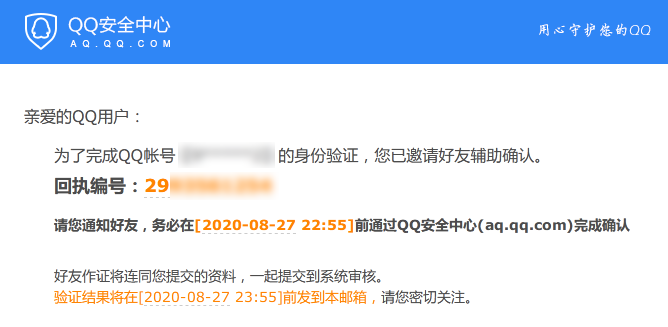 QQ安全中心
AQ.QQ.COM
用心守护您的QQ
亲爱的QQ用户：
为了完成QQ帐号 的身份验证，您已邀请好友辅助确认。
回执编号：29
请您通知好友，务必在[2020-08-27 22:55]前通过QQ安全中心(aq.qq.com)完成确认
好友作证将连同您提交的资料，一起提交到系统审核。
验证结果将在[2020-08-27 23:55]前发到本邮箱，请您密切关注。